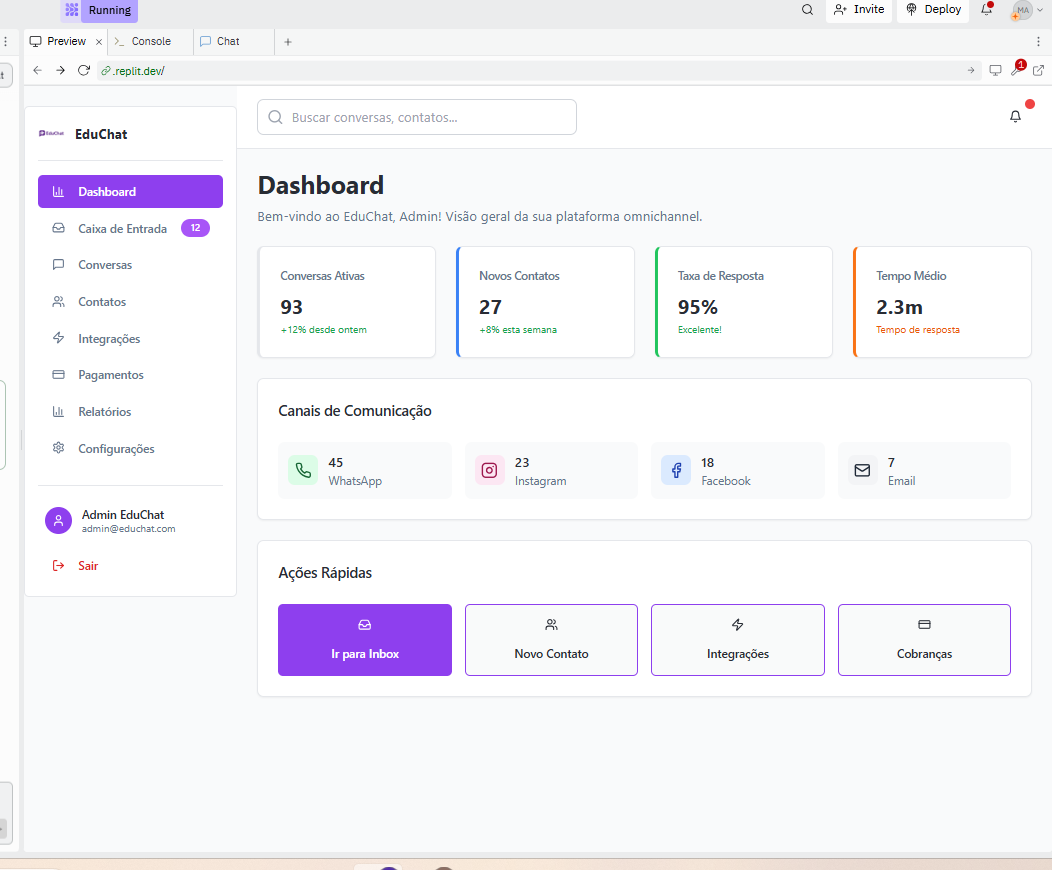 Running
Invite
Deploy
MA
Preview
Console
Chat
.replit.dev/
1
EduChat
EduChat
Buscar conversas, contatos...
Dashboard
Caixa de Entrada
12
Conversas
Contatos
Integrações
Pagamentos
Relatórios
Configurações
Admin EduChat
admin@educhat.com
Sair
Dashboard
Bem-vindo ao EduChat, Admin! Visão geral da sua plataforma omnichannel.
Conversas Ativas
93
+12% desde ontem
Novos Contatos
27
+8% esta semana
Taxa de Resposta
95%
Excelente!
Tempo Médio
2.3m
Tempo de resposta
Canais de Comunicação
45
WhatsApp
23
Instagram
18
Facebook
7
Email
Ações Rápidas
Ir para Inbox
Novo Contato
Integrações
Cobranças